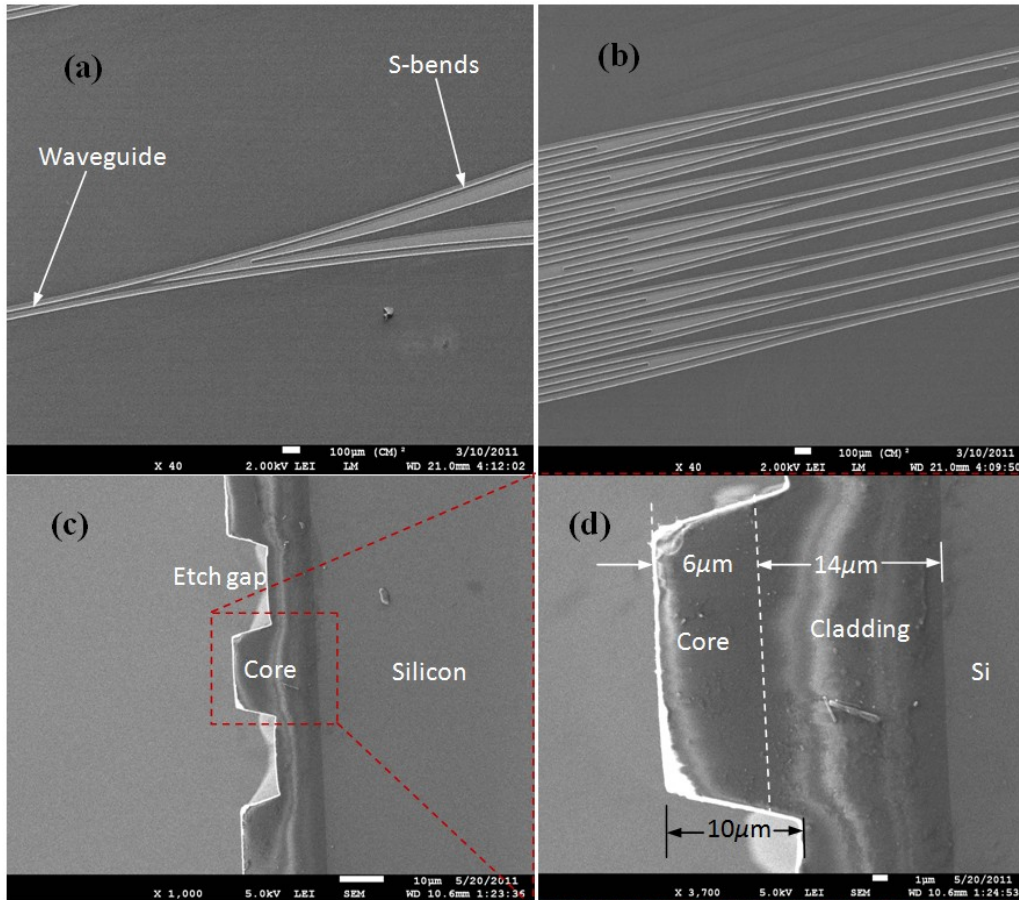 (a)
S-bends
Waveguide
100μm (CM)²
3/10/2011
X 40
2.00kV LEI
LM
WD 21.0mm 4:12:02
(b)
100μm (CM)²
3/10/2011
X 40
2.00kV LEI
LM
WD 21.0mm 4:09:50
(c)
Etch gap
Core
Silicon
10μm
5/20/2011
X 1,000
5.0kV LEI
SEM
WD 10.6mm 1:23:36
(d)
6μm
14μm
Core
Cladding
Si
10μm
1μm
5/20/2011
X 3,700
5.0kV LEI
SEM
WD 10.6mm 1:24:53